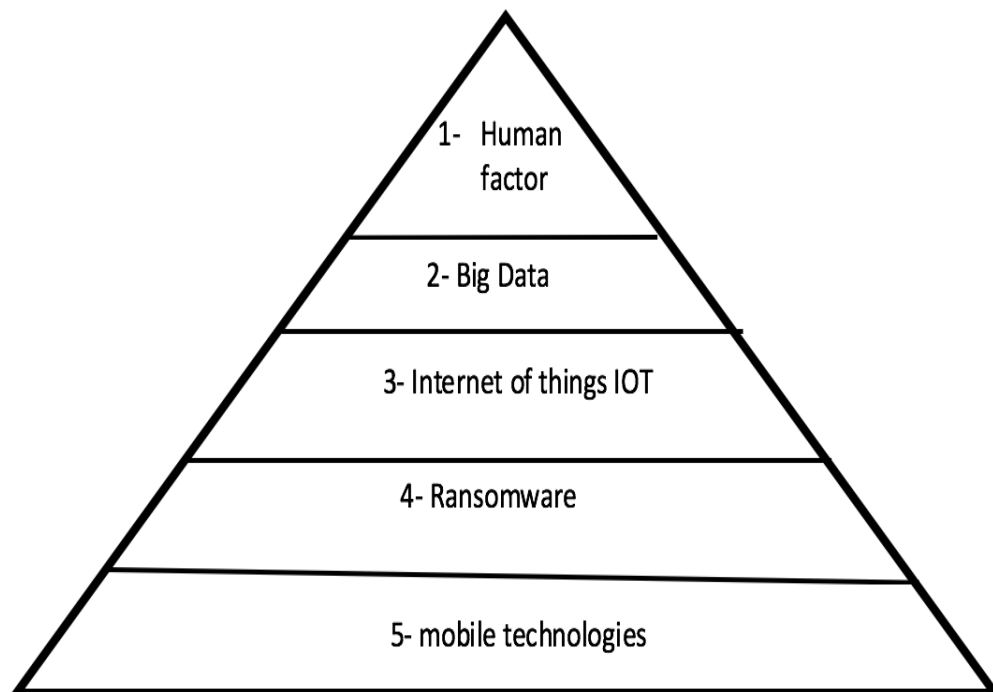 1- Human
factor
2- Big Data
3- Internet of things IOT
4- Ransomware
5- mobile technologies